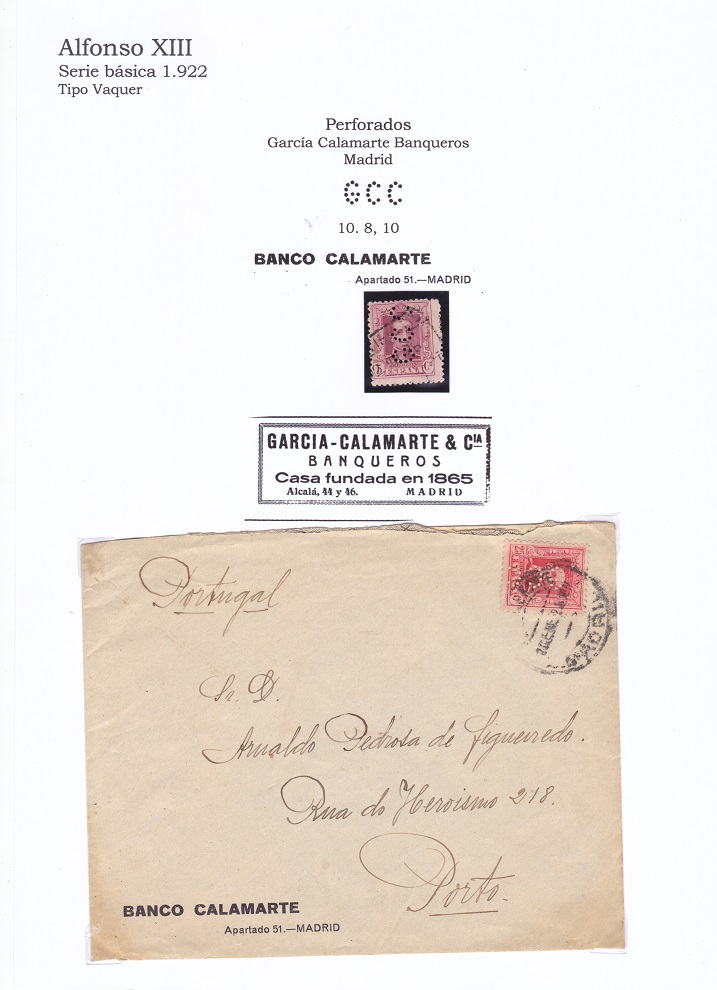 Alfonso XIII
Serie básica 1.922
Tipo Vaquer
Perforados
García Calamarte Banqueros
Madrid
GCC
10. 8, 10
BANCO CALAMARTE
Apartado 51.—MADRID
ESPAÑA
GARCIA-CALAMARTE & Cᴵᴬ
BANQUEROS
Casa fundada en 1865
Alcalá, 44 y 46. MADRID
Portugal
MADRID
Sr. D.
Arnaldo Pedrosa de Figueiredo.
Rua do Heroismo 218.
Porto.
BANCO CALAMARTE
Apartado 51.—MADRID